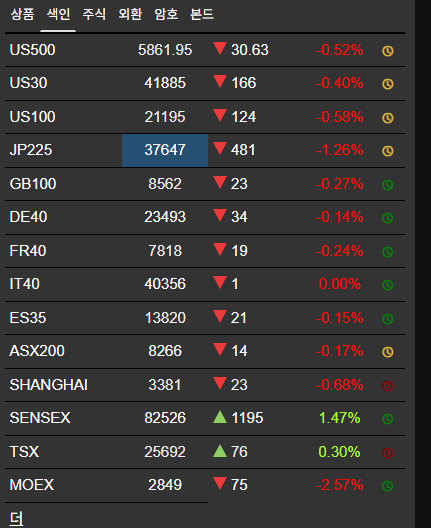 상품 색인 주식 외환 암호 본드
US500 5861.95 ▼ 30.63 -0.52%
US30 41885 ▼ 166 -0.40%
US100 21195 ▼ 124 -0.58%
JP225 37647 ▼ 481 -1.26%
GB100 8562 ▼ 23 -0.27%
DE40 23493 ▼ 34 -0.14%
FR40 7818 ▼ 19 -0.24%
IT40 40356 ▼ 1 0.00%
ES35 13820 ▼ 21 -0.15%
ASX200 8266 ▼ 14 -0.17%
SHANGHAI 3381 ▼ 23 -0.68%
SENSEX 82526 ▲ 1195 1.47%
TSX 25692 ▲ 76 0.30%
MOEX 2849 ▼ 75 -2.57%
더